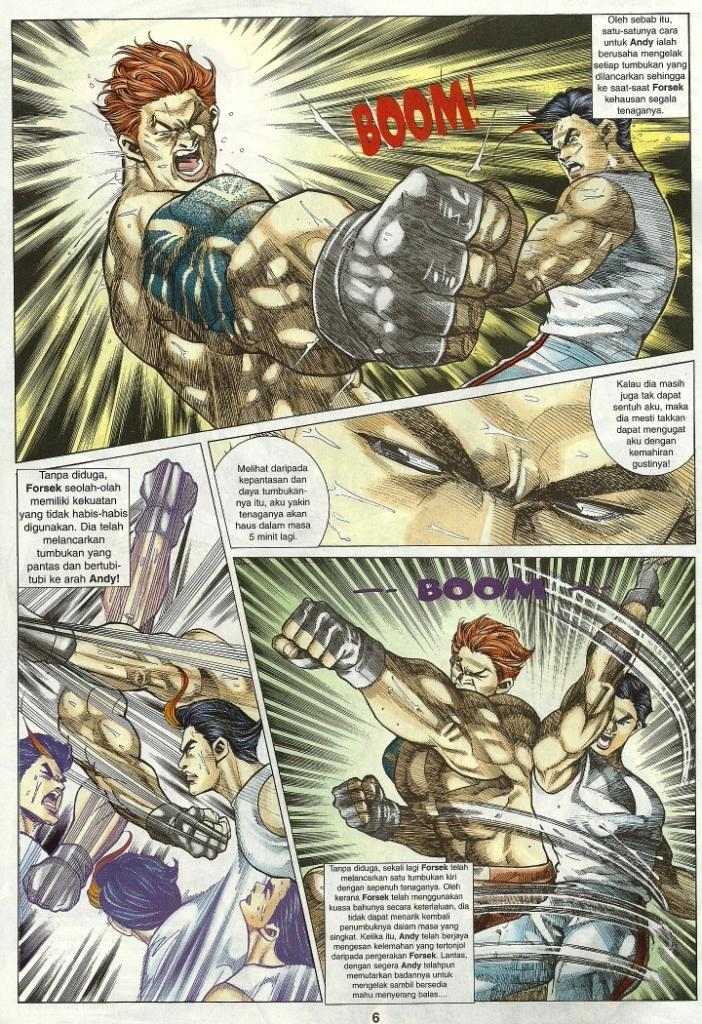 Oleh sebab itu,
satu-satunya cara
untuk Andy ialah
berusaha mengelak
setiap tumbukan yang
dilancarkan sehingga
ke saat-saat Forsek
kehausan segala
tenaganya.
BOOM!
Kalau dia masih
juga tak dapat
sentuh aku, maka
dia mesti takkan
dapat mengugat
aku dengan
kemahiran
gustinya!
Melihat daripada
kepantasan dan
daya tumbukan-
nya itu, aku yakin
tenaganya akan
haus dalam masa
5 minit lagi.
Tanpa diduga,
Forsek seolah-olah
memiliki kekuatan
yang tidak habis-habis
digunakan. Dia telah
melancarkan
tumbukan yang
pantas dan bertubi-
tubi ke arah Andy!
BOOM
Tanpa diduga, sekali lagi Forsek telah
melancarkan satu tumbukan kiri
dengan sepenuh tenaganya. Oleh
kerana Forsek telah menggunakan
kuasa bahunya secara keterlaluan, dia
tidak dapat menarik kembali
penumbuknya dalam masa yang
singkat. Ketika itu, Andy telah berjaya
mengesan kelemahan yang tertonjol
daripada pergerakan Forsek. Lantas,
dengan segera Andy telahpun
memutarkan badannya untuk
mengelak sambil bersedia
mahu menyerang balas....
6